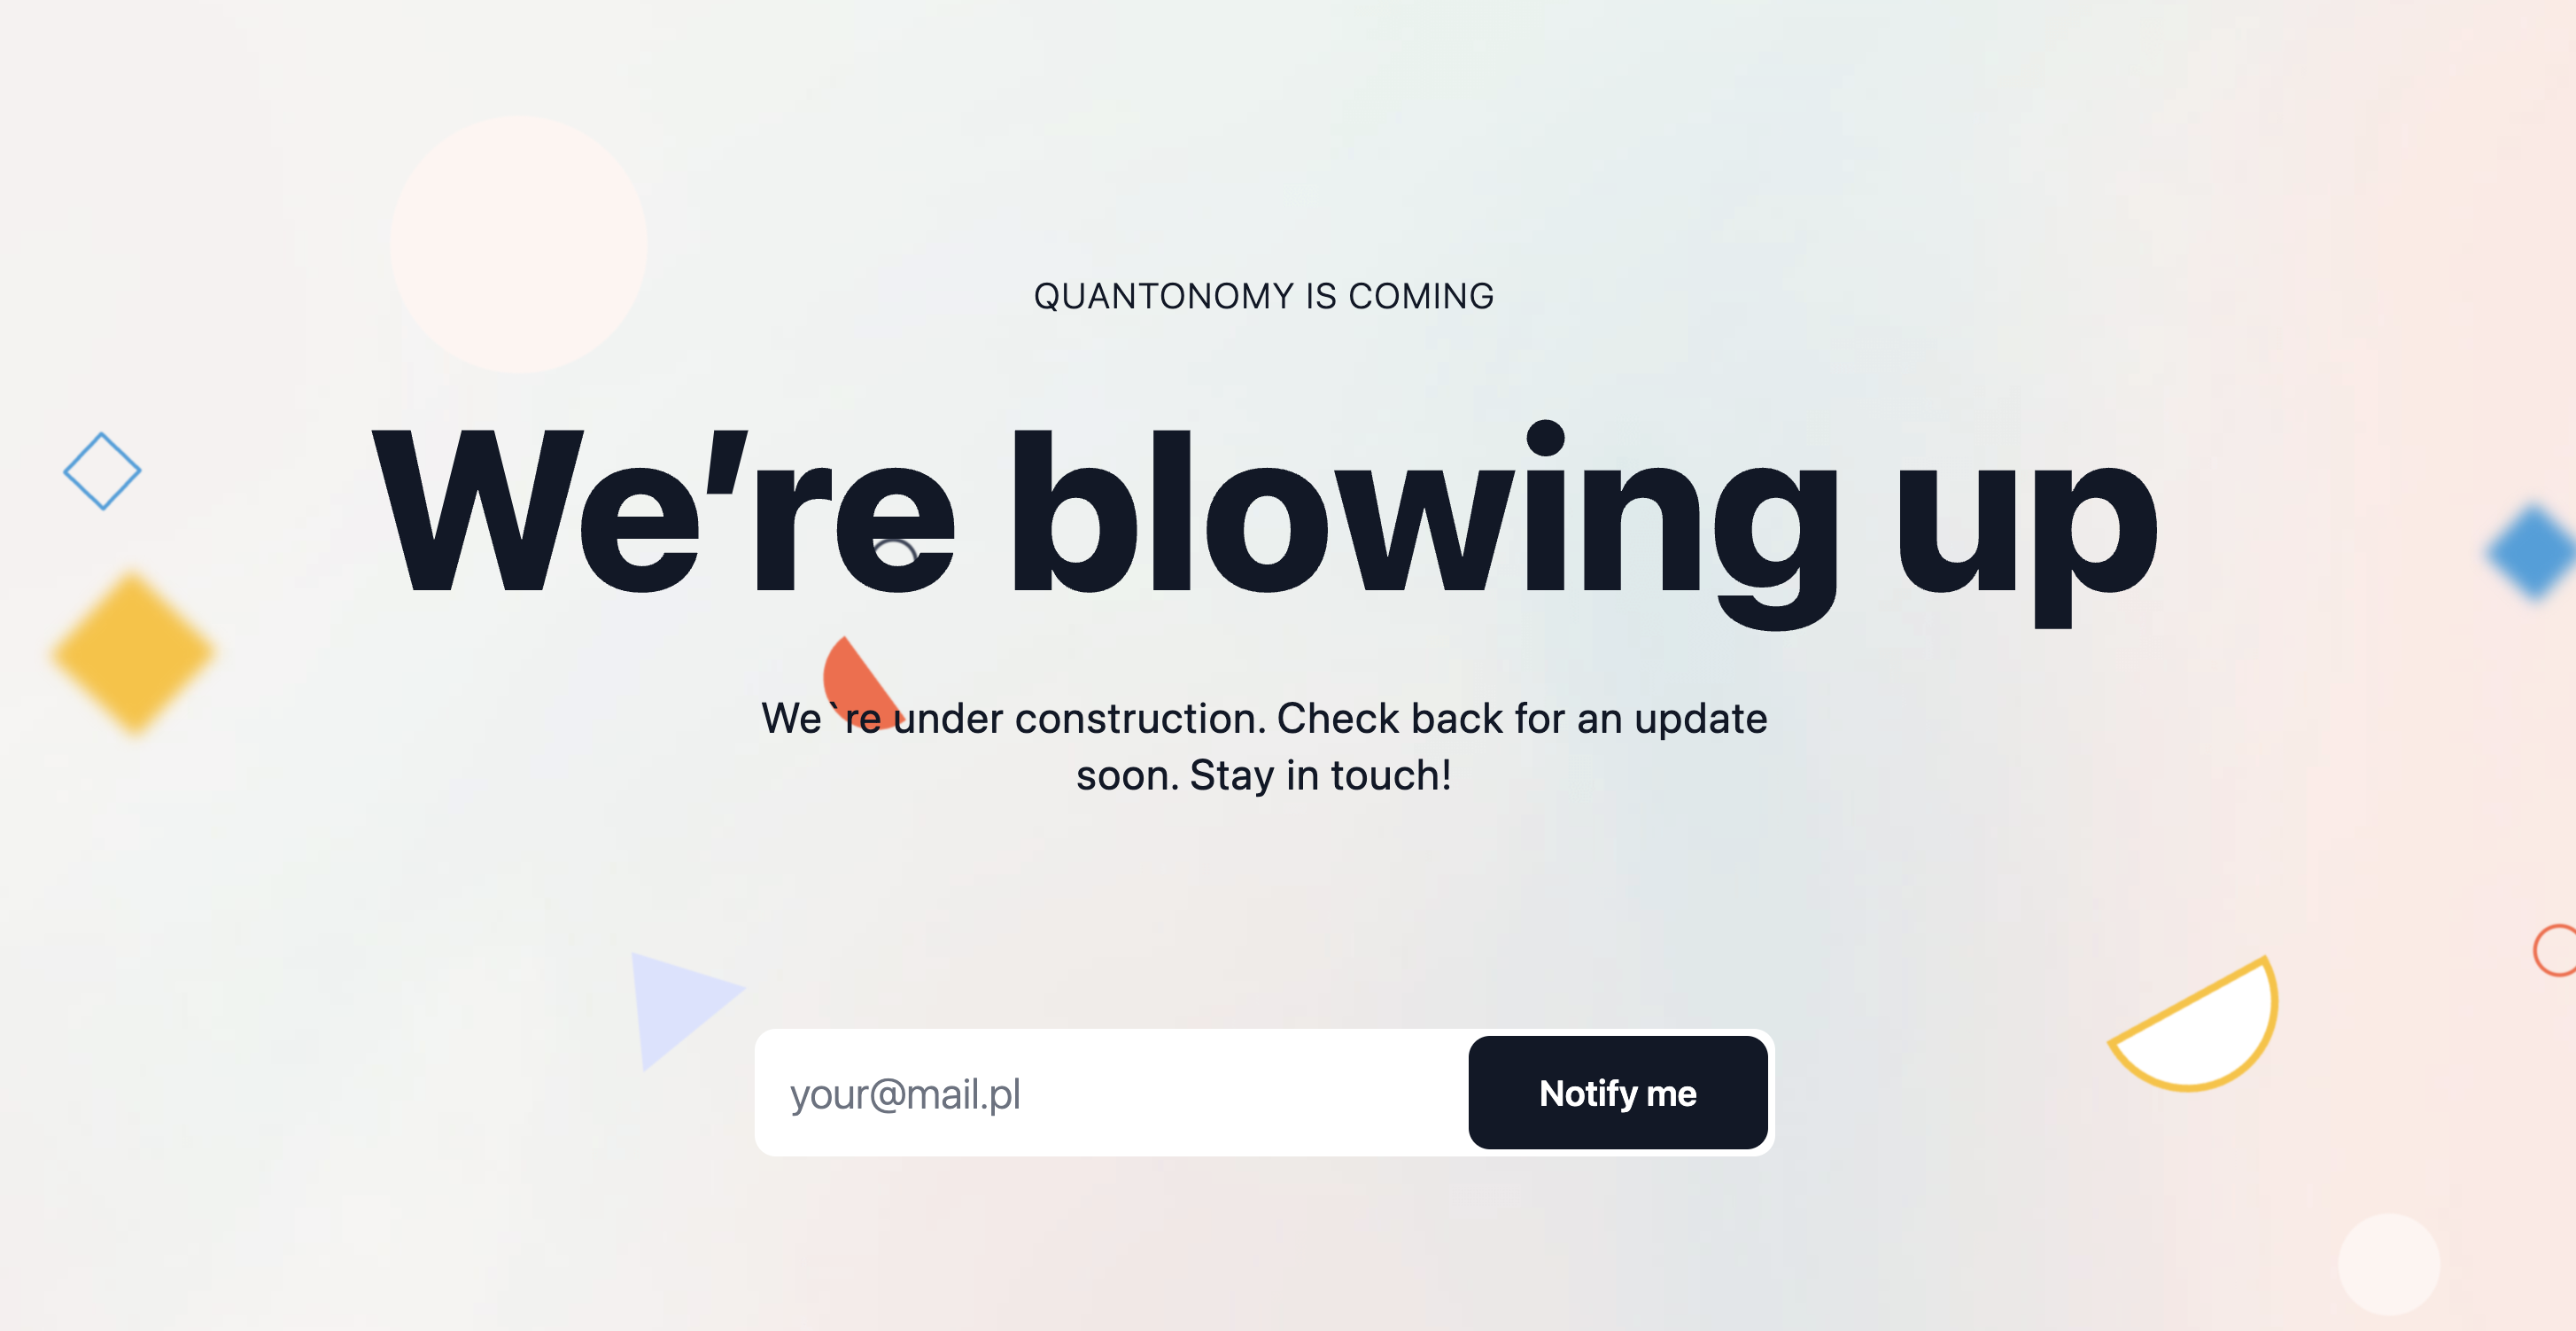 QUANTONOMY IS COMING
We’re blowing up
We`re under construction. Check back for an update
soon. Stay in touch!
your@mail.pl
Notify me